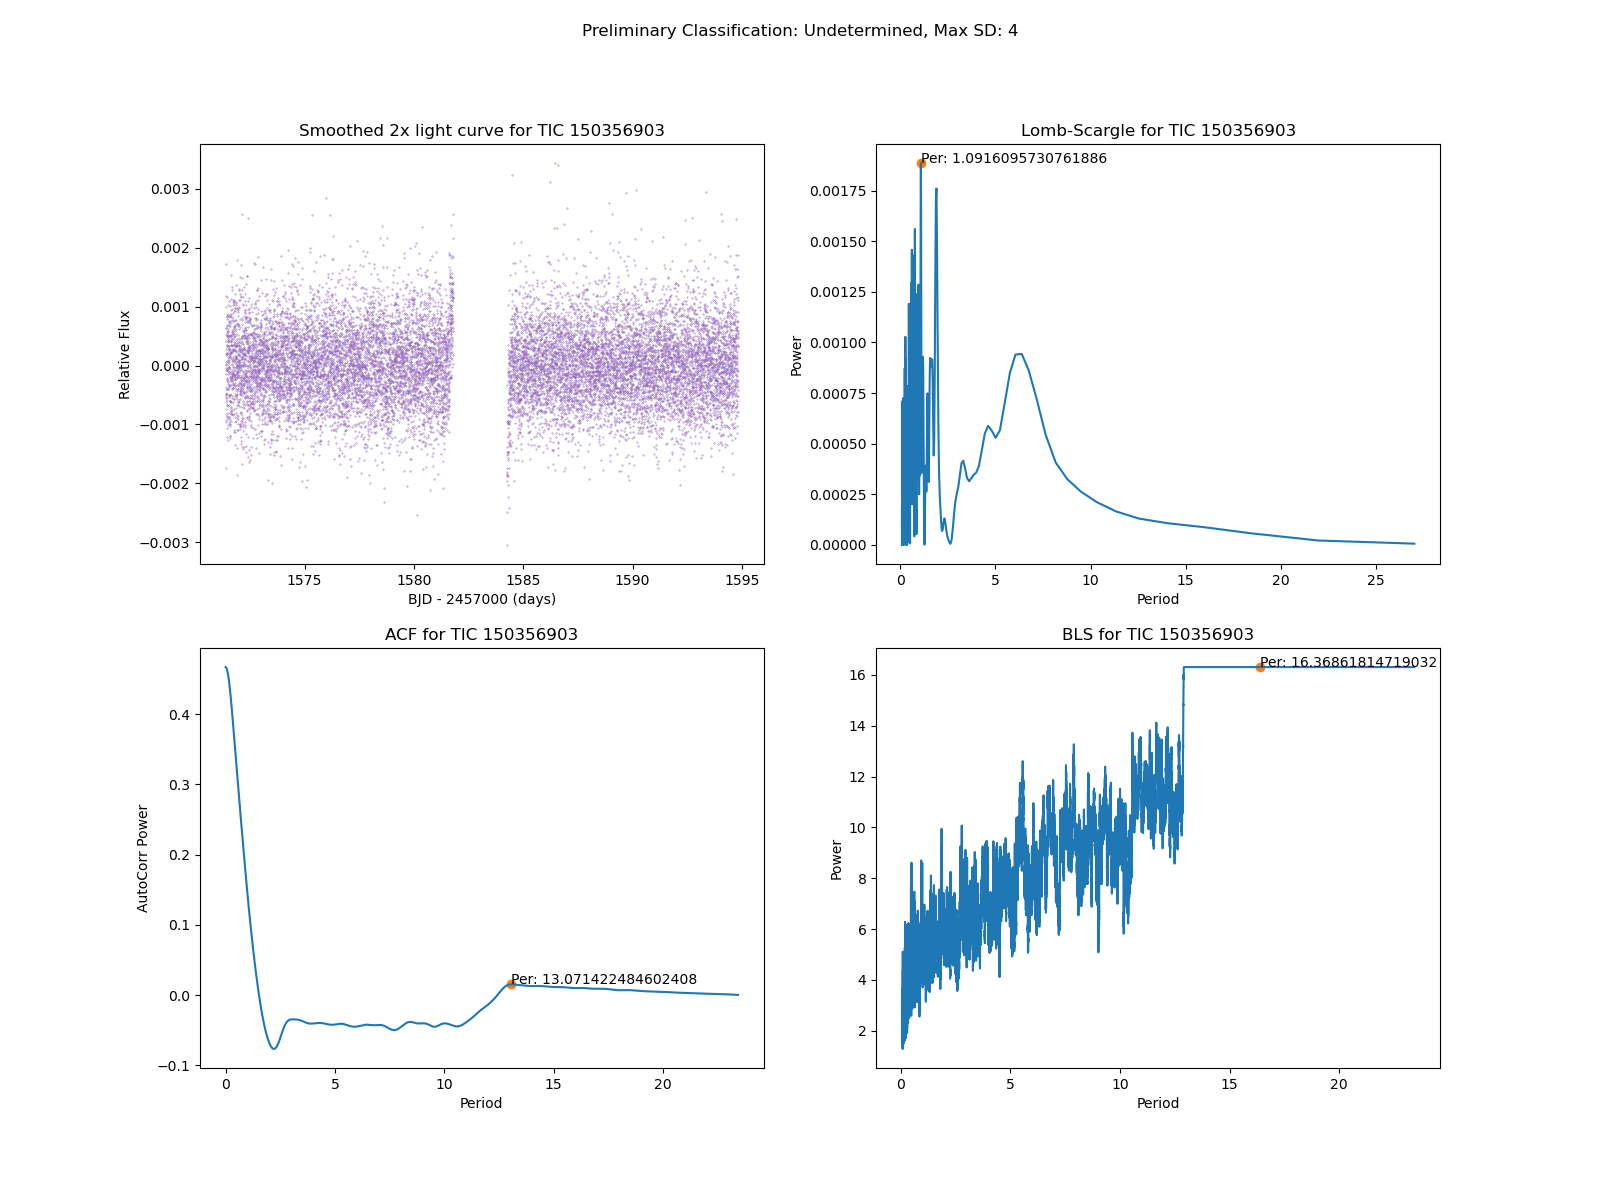 Preliminary Classification: Undetermined, Max SD: 4
Smoothed 2x light curve for TIC 150356903
Relative Flux
0.003
0.002
0.001
0.000
−0.001
−0.002
−0.003
1575 1580 1585 1590 1595
BJD - 2457000 (days)
Lomb-Scargle for TIC 150356903
Per: 1.0916095730761886
Power
0.00175
0.00150
0.00125
0.00100
0.00075
0.00050
0.00025
0.00000
0 5 10 15 20 25
Period
ACF for TIC 150356903
AutoCorr Power
0.4
0.3
0.2
0.1
0.0
−0.1
Per: 13.071422484602408
0 5 10 15 20
Period
BLS for TIC 150356903
Per: 16.36861814719032
Power
16
14
12
10
8
6
4
2
0 5 10 15 20
Period